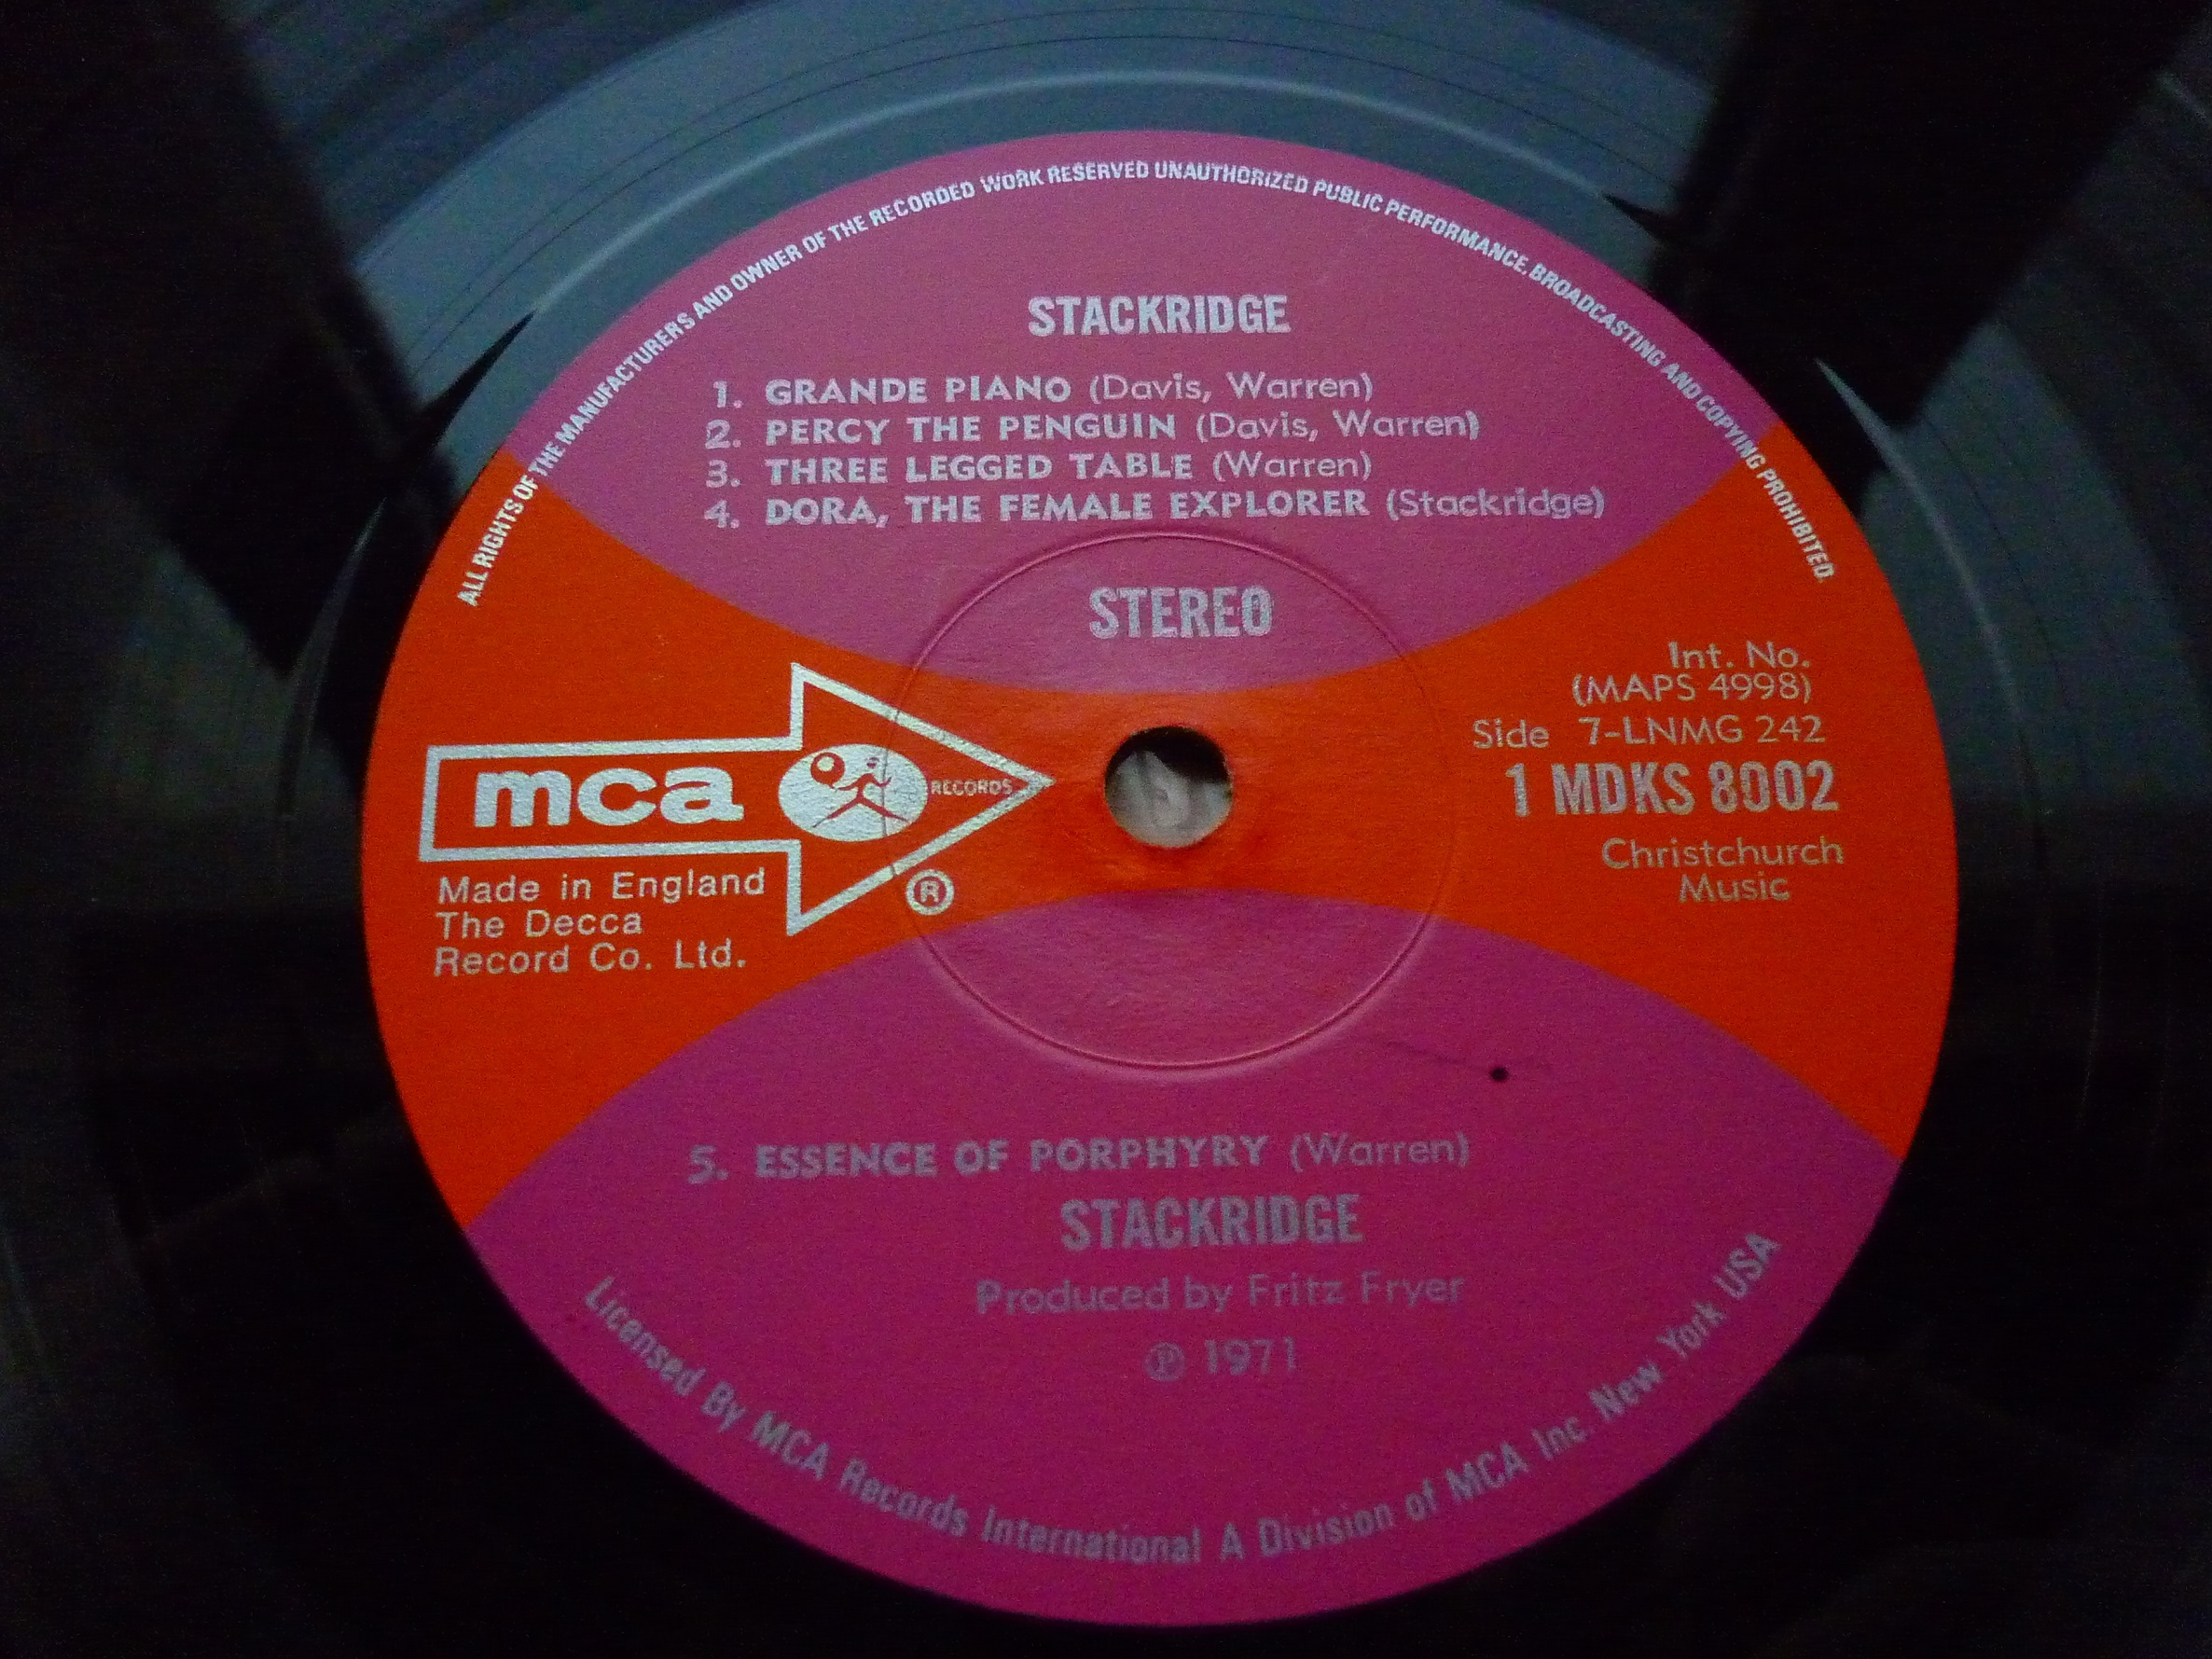 ALL RIGHTS OF THE MANUFACTURERS AND OWNER OF THE RECORDED WORK RESERVED UNAUTHORIZED PUBLIC PERFORMANCE, BROADCASTING AND COPYING PROHIBITED.
STACKRIDGE
1. GRANDE PIANO (Davis, Warren)
2. PERCY THE PENGUIN (Davis, Warren)
3. THREE LEGGED TABLE (Warren)
4. DORA, THE FEMALE EXPLORER (Stackridge)
STEREO
mca RECORDS
®
Made in England
The Decca
Record Co. Ltd.
Int. No.
(MAPS 4998)
Side 7-LNMG 242
1 MDKS 8002
Christchurch
Music
5. ESSENCE OF PORPHYRY (Warren)
STACKRIDGE
Produced by Fritz Fryer
℗ 1971
Licensed By MCA Records International A Division of MCA Inc. New York USA